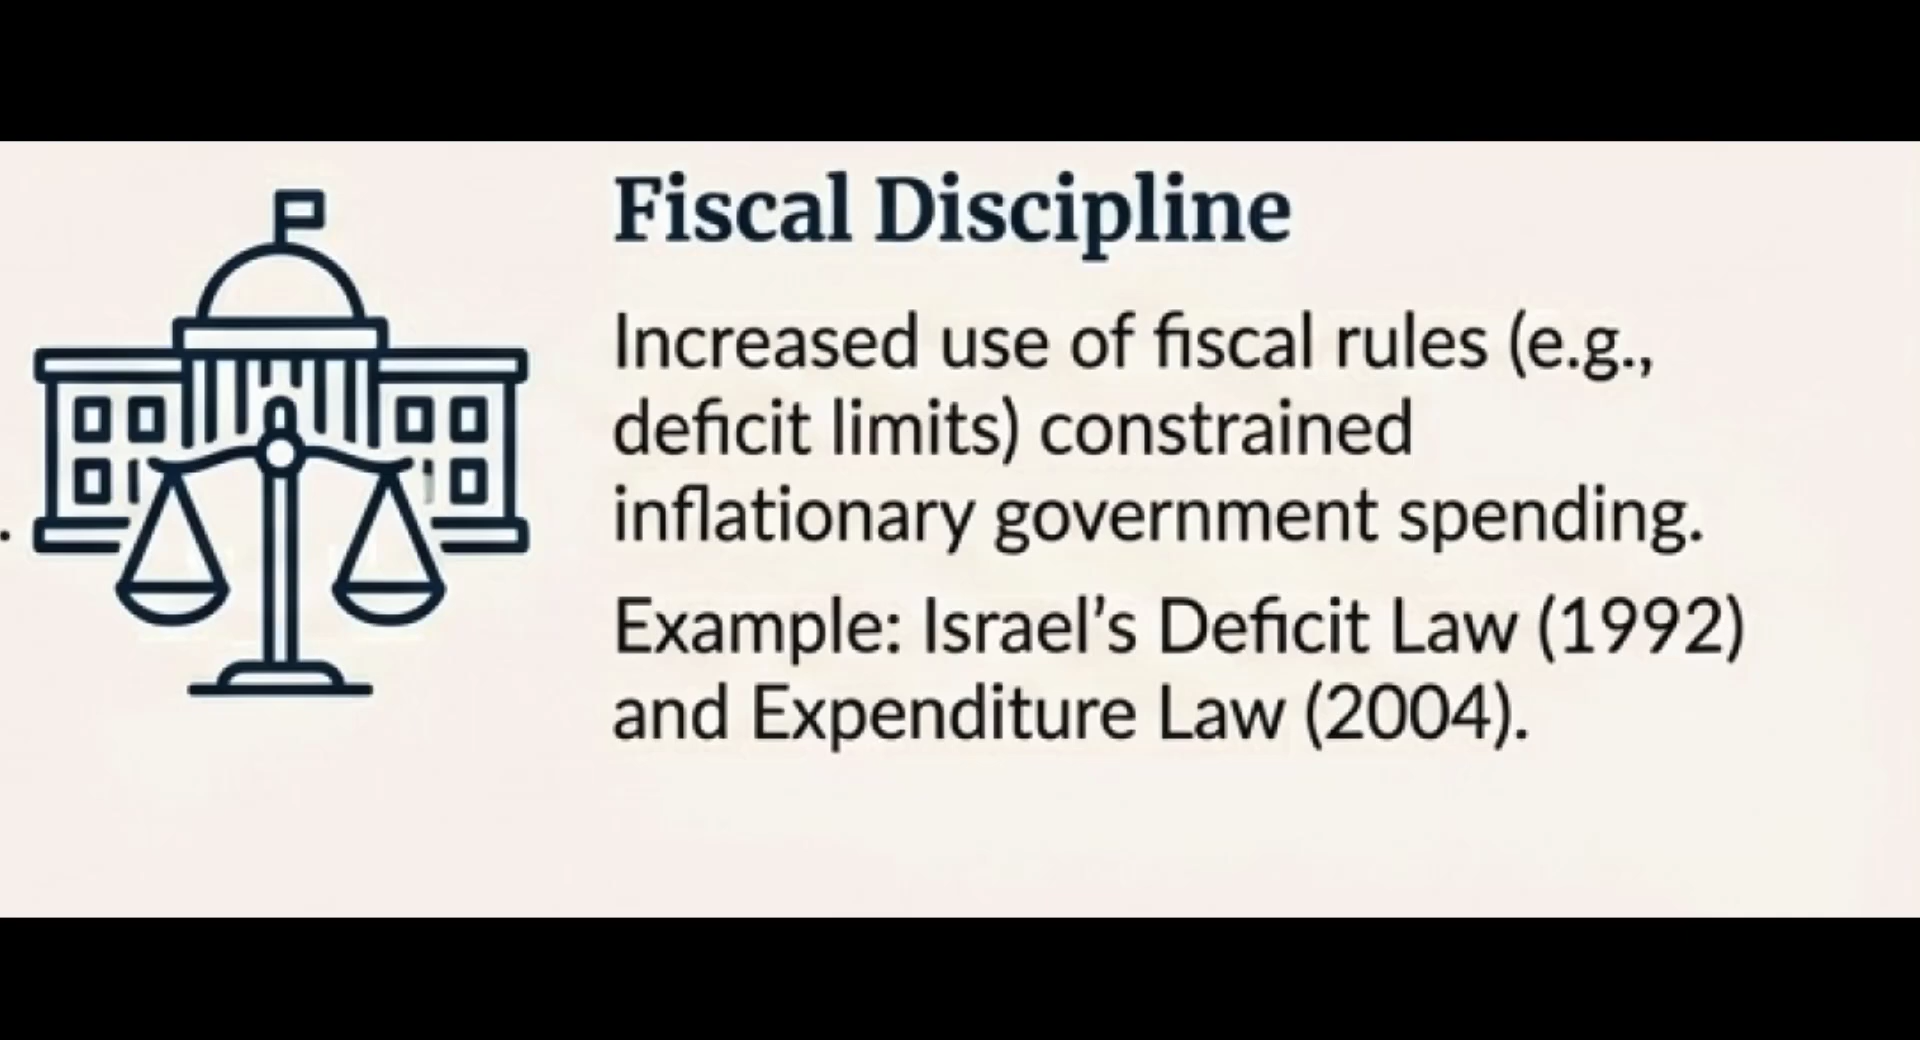 Fiscal Discipline
Increased use of fiscal rules (e.g.,
deficit limits) constrained
inflationary government spending.
Example: Israel’s Deficit Law (1992)
and Expenditure Law (2004).